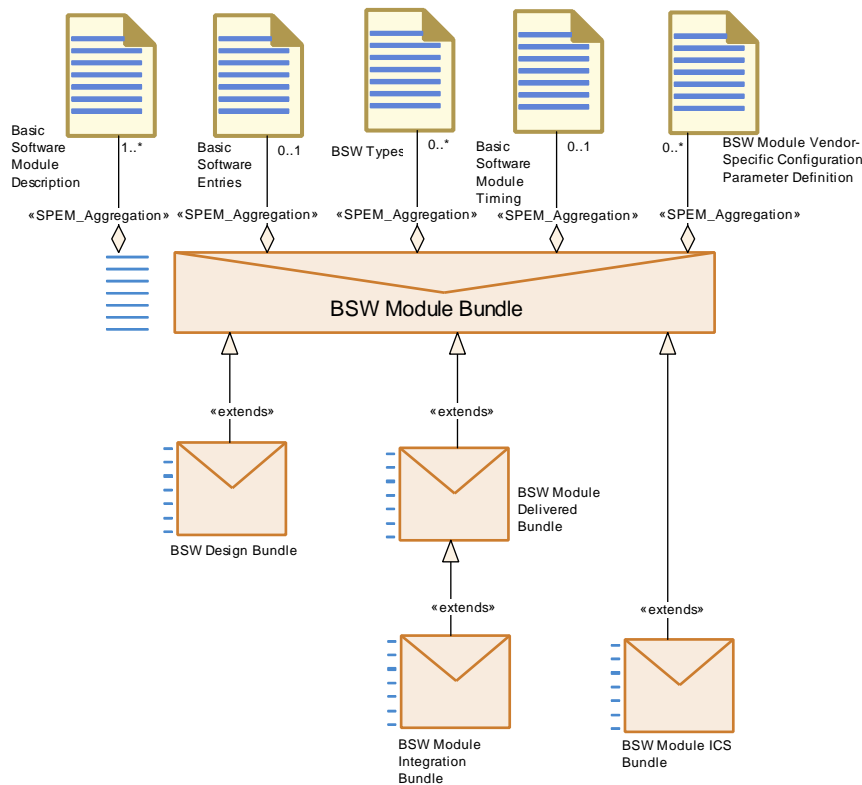 Basic
Software
Module
Description
1..*
Basic
Software
Entries
0..1
BSW Types
0..*
Basic
Software
Module
Timing
0..1
0..*
BSW Module Vendor-
Specific Configuration
Parameter Definition
«SPEM_Aggregation»
«SPEM_Aggregation»
«SPEM_Aggregation»
«SPEM_Aggregation»
«SPEM_Aggregation»
BSW Module Bundle
«extends»
«extends»
BSW Design Bundle
BSW Module
Delivered
Bundle
«extends»
«extends»
BSW Module
Integration
Bundle
BSW Module ICS
Bundle